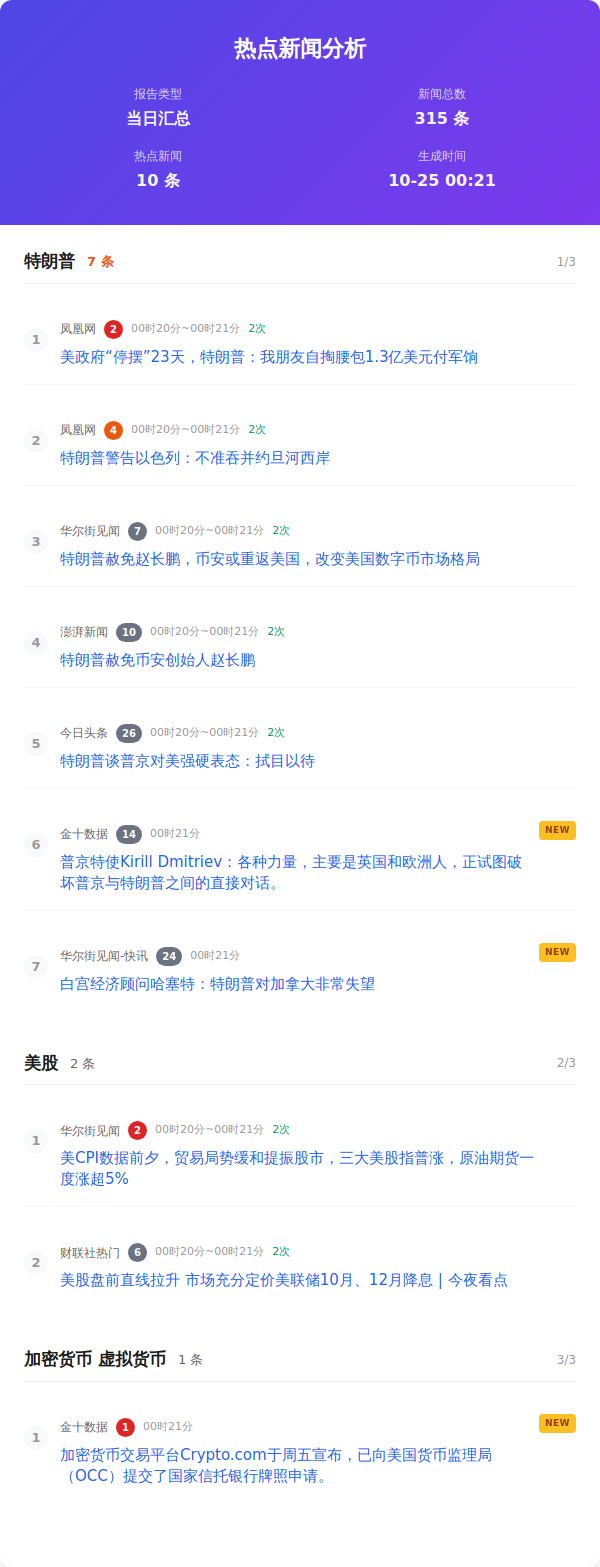 热点新闻分析
报告类型
新闻总数
当日汇总
315 条
热点新闻
生成时间
10 条
10-25 00:21
特朗普 7 条 1/3
1 凤凰网 2 00时20分~00时21分 2次
美政府“停摆”23天，特朗普：我朋友自掏腰包1.3亿美元付军饷
2 凤凰网 4 00时20分~00时21分 2次
特朗普警告以色列：不准吞并约旦河西岸
3 华尔街见闻 7 00时20分~00时21分 2次
特朗普赦免赵长鹏，币安或重返美国，改变美国数字币市场格局
4 澎湃新闻 10 00时20分~00时21分 2次
特朗普赦免币安创始人赵长鹏
5 今日头条 26 00时20分~00时21分 2次
特朗普谈普京对美强硬表态：拭目以待
6 金十数据 14 00时21分 NEW
普京特使Kirill Dmitriev：各种力量，主要是英国和欧洲人，正试图破
坏普京与特朗普之间的直接对话。
7 华尔街见闻-快讯 24 00时21分 NEW
白宫经济顾问哈塞特：特朗普对加拿大非常失望
美股 2 条 2/3
1 华尔街见闻 2 00时20分~00时21分 2次
美CPI数据前夕，贸易局势缓和提振股市，三大美股指普涨，原油期货一
度涨超5%
2 财联社热门 6 00时20分~00时21分 2次
美股盘前直线拉升 市场充分定价美联储10月、12月降息 | 今夜看点
加密货币 虚拟货币 1 条 3/3
1 金十数据 1 00时21分 NEW
加密货币交易平台Crypto.com于周五宣布，已向美国货币监理局
（OCC）提交了国家信托银行牌照申请。